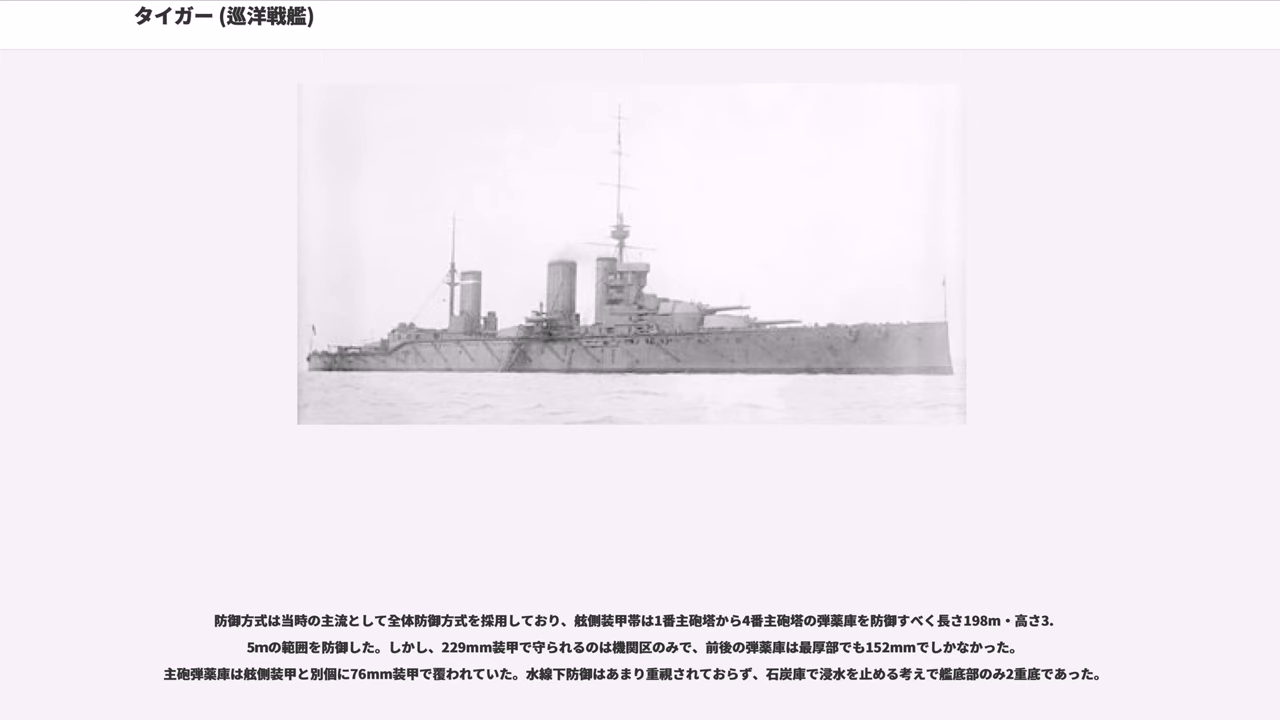 タイガー (巡洋戦艦)
防御方式は当時の主流として全体防御方式を採用しており、舷側装甲帯は1番主砲塔から4番主砲塔の弾薬庫を防御すべく長さ198m・高さ3.
5mの範囲を防御した。しかし、229mm装甲で守られるのは機関区のみで、前後の弾薬庫は最厚部でも152mmでしかなかった。
主砲弾薬庫は舷側装甲と別個に76mm装甲で覆われていた。水線下防御はあまり重視されておらず、石炭庫で浸水を止める考えで艦底部のみ2重底であった。